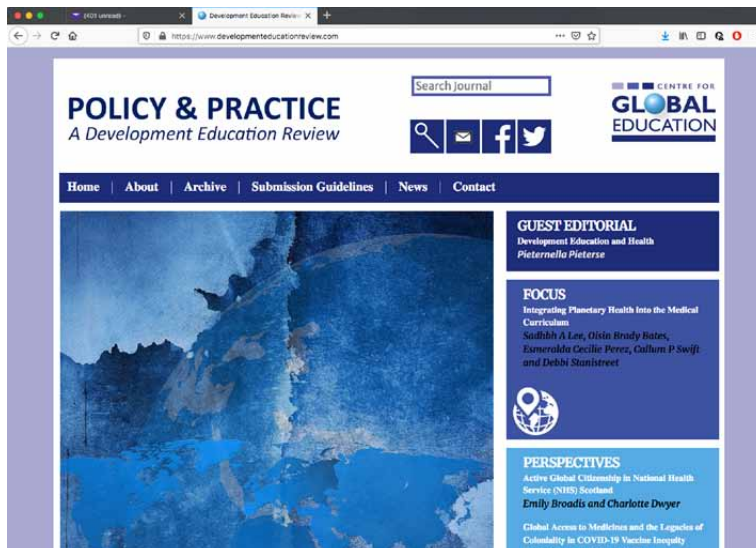 Development Education Review
https://www.developmenteducationreview.com
POLICY & PRACTICE
A Development Education Review
Search Journal
CENTRE FOR
GLOBAL
EDUCATION
Home | About | Archive | Submission Guidelines | News | Contact
GUEST EDITORIAL
Development Education and Health
Pieternella Pieterse
FOCUS
Integrating Planetary Health into the Medical
Curriculum
Sadhbh A Lee, Oisín Brady Bates,
Esmeralda Cecilie Perez, Callum P Swift
and Debbi Stanistreet
PERSPECTIVES
Active Global Citizenship in National Health
Service (NHS) Scotland
Emily Broadis and Charlotte Dwyer
Global Access to Medicines and the Legacies of
Coloniality in COVID-19 Vaccine Inequity